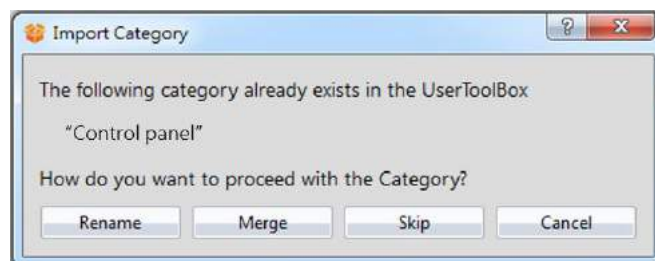 Import Category
The following category already exists in the UserToolBox
“Control panel”
How do you want to proceed with the Category?
Rename Merge Skip Cancel